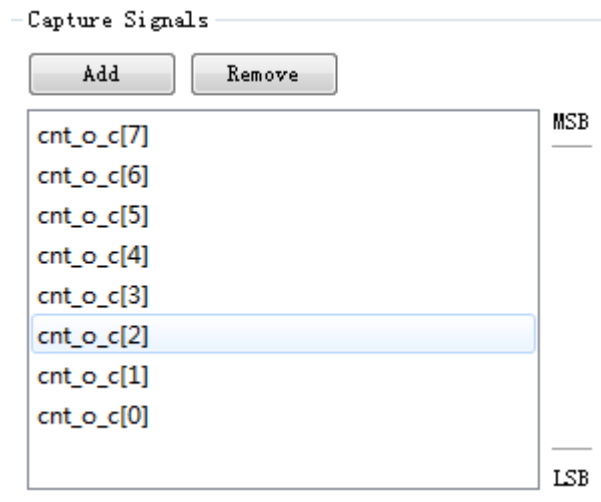 Capture Signals
Add Remove
MSB
cnt_o_c[7]
cnt_o_c[6]
cnt_o_c[5]
cnt_o_c[4]
cnt_o_c[3]
cnt_o_c[2]
cnt_o_c[1]
cnt_o_c[0]
LSB